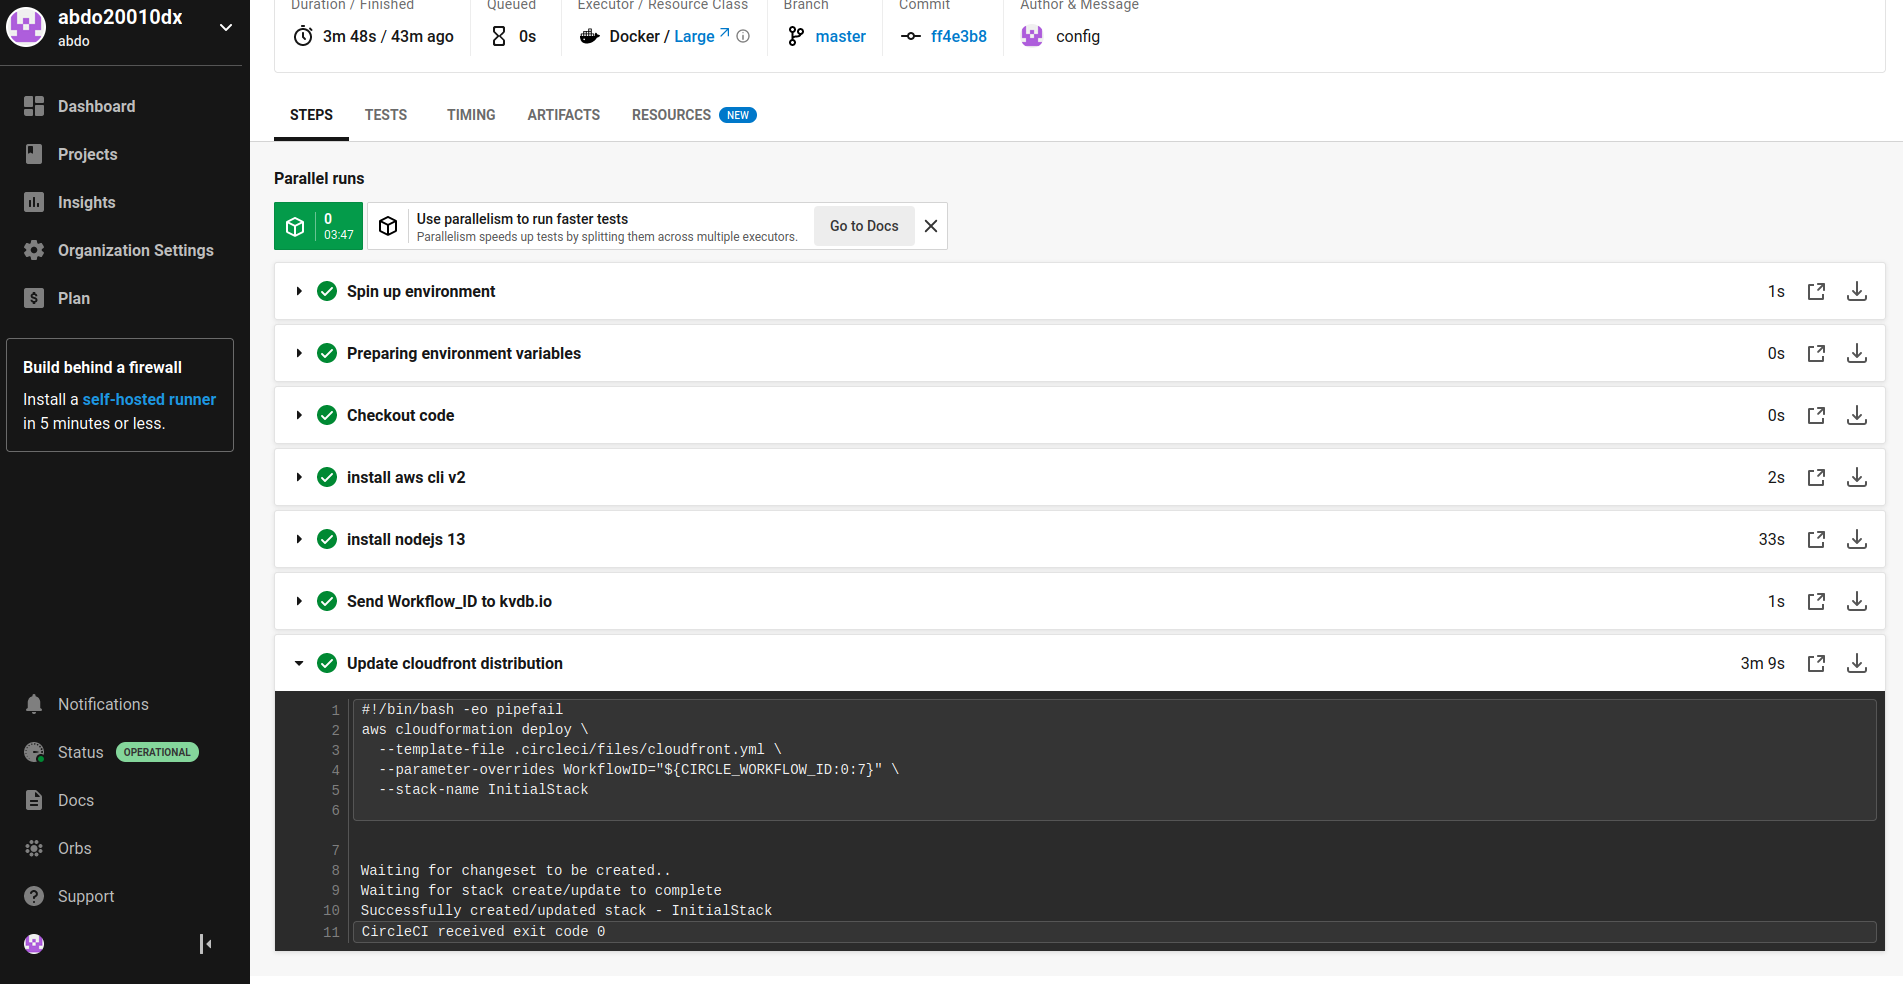 abdo20010dx
abdo
Dashboard
Projects
Insights
Organization Settings
Plan
Build behind a firewall
Install a self-hosted runner
in 5 minutes or less.
Notifications
Status OPERATIONAL
Docs
Orbs
Support
Duration / Finished Queued Executor / Resource Class Branch Commit Author & Message
3m 48s / 43m ago 0s Docker / Large master ff4e3b8 config
STEPS TESTS TIMING ARTIFACTS RESOURCES NEW
Parallel runs
0
03:47
Use parallelism to run faster tests
Parallelism speeds up tests by splitting them across multiple executors.
Go to Docs
Spin up environment 1s
Preparing environment variables 0s
Checkout code 0s
install aws cli v2 2s
install nodejs 13 33s
Send Workflow_ID to kvdb.io 1s
Update cloudfront distribution 3m 9s
1 #!/bin/bash -eo pipefail
2 aws cloudformation deploy \
3 --template-file .circleci/files/cloudfront.yml \
4 --parameter-overrides WorkflowID="${CIRCLE_WORKFLOW_ID:0:7}" \
5 --stack-name InitialStack
6
7
8 Waiting for changeset to be created..
9 Waiting for stack create/update to complete
10 Successfully created/updated stack - InitialStack
11 CircleCI received exit code 0